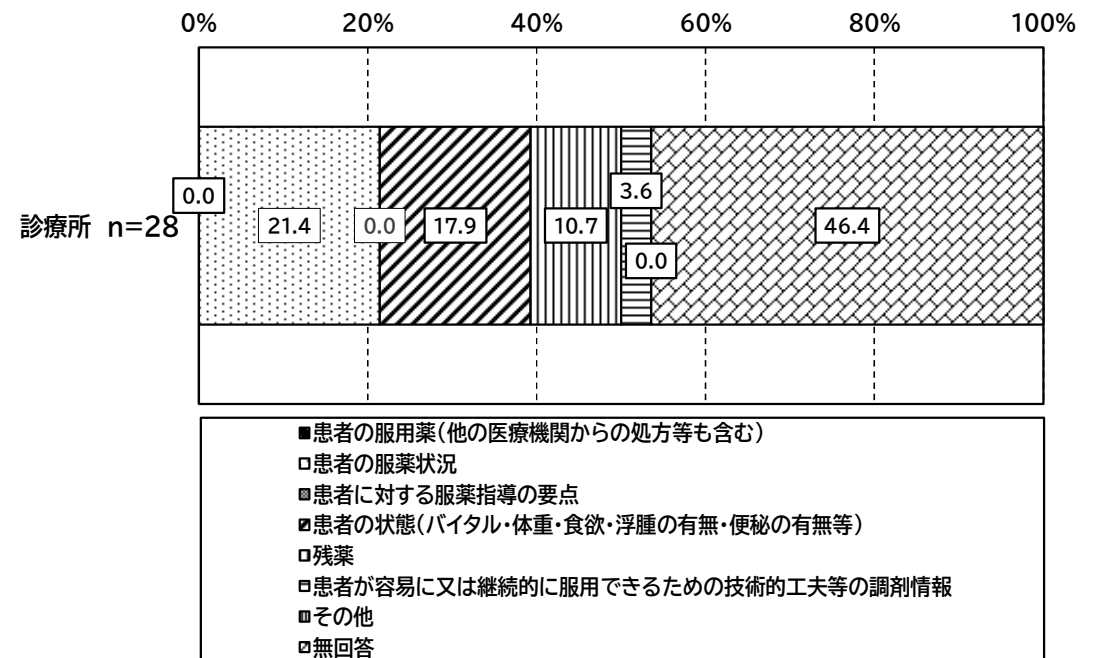 0% 20% 40% 60% 80% 100%
診療所 n=28
0.0
21.4
0.0
17.9
10.7
3.6
0.0
46.4
患者の服用薬（他の医療機関からの処方等も含む）
患者の服薬状況
患者に対する服薬指導の要点
患者の状態（バイタル・体重・食欲・浮腫の有無・便秘の有無等）
残薬
患者が容易に又は継続的に服用できるための技術的工夫等の調剤情報
その他
無回答